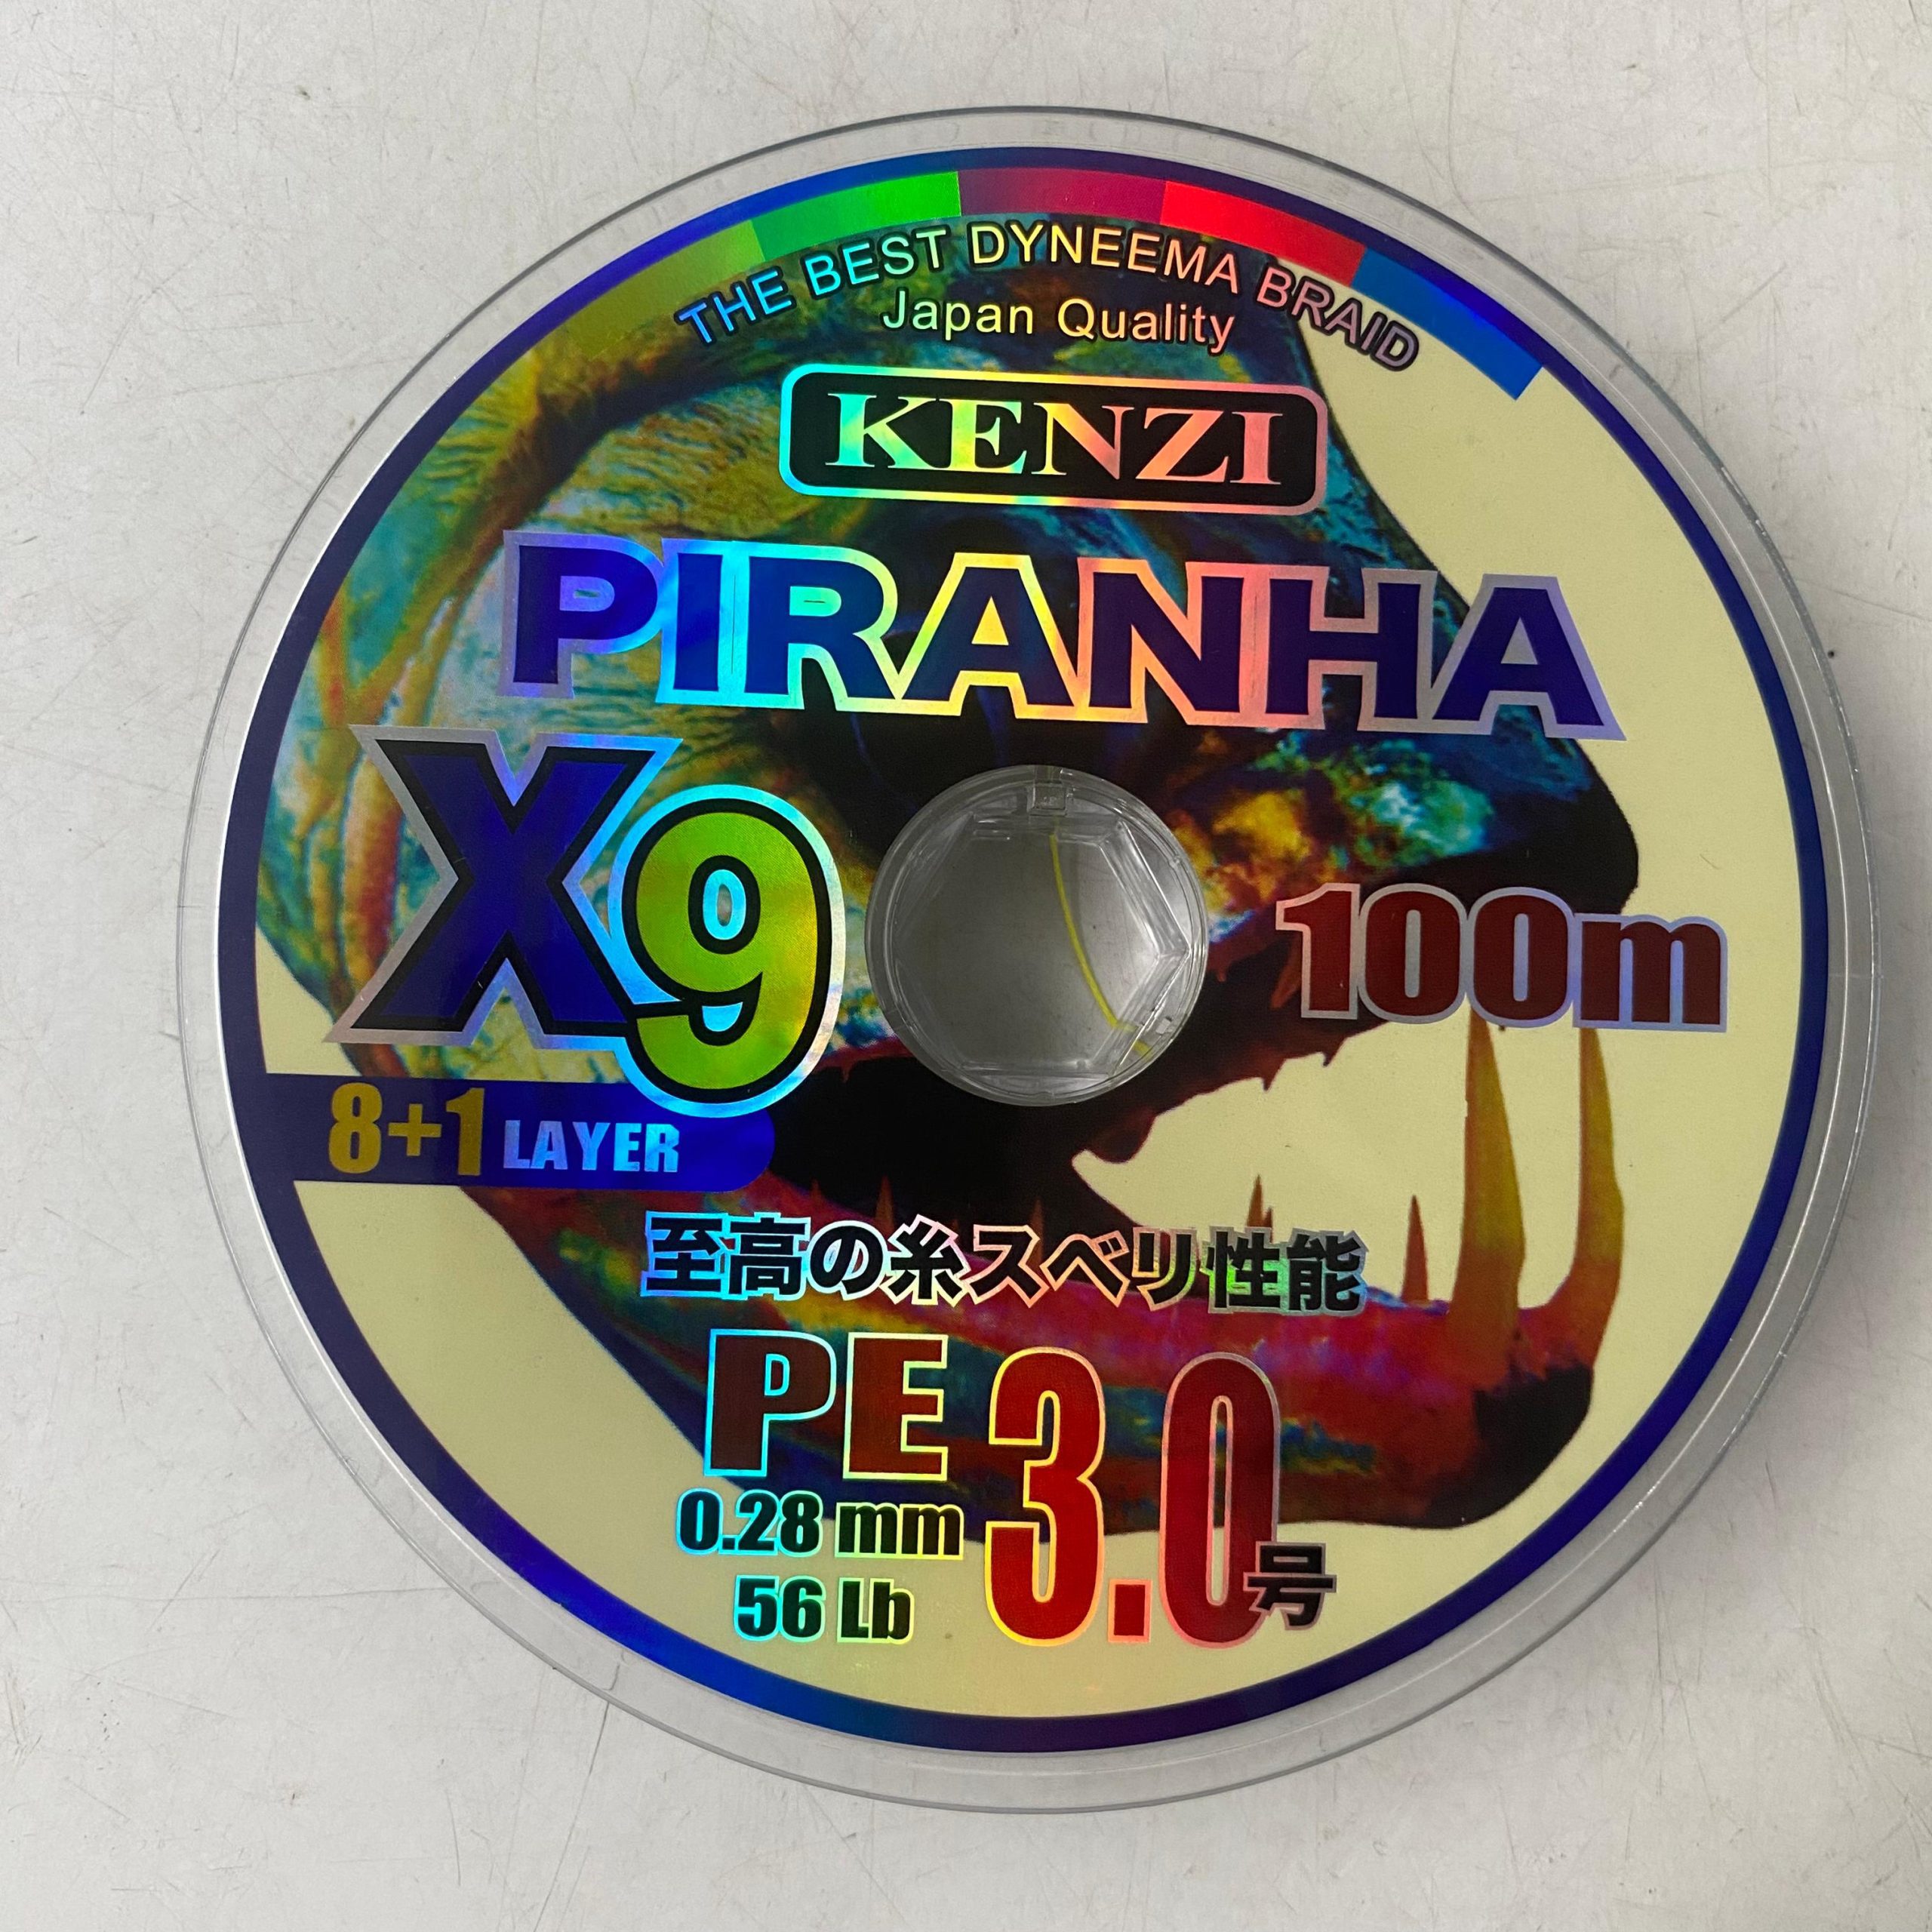 THE BEST DYNEEMA BRAID
Japan Quality
KENZI
PIRANHA
X9
100m
8+1 LAYER
至高の糸スベリ性能
PE 3.0号
0.28 mm
56 Lb